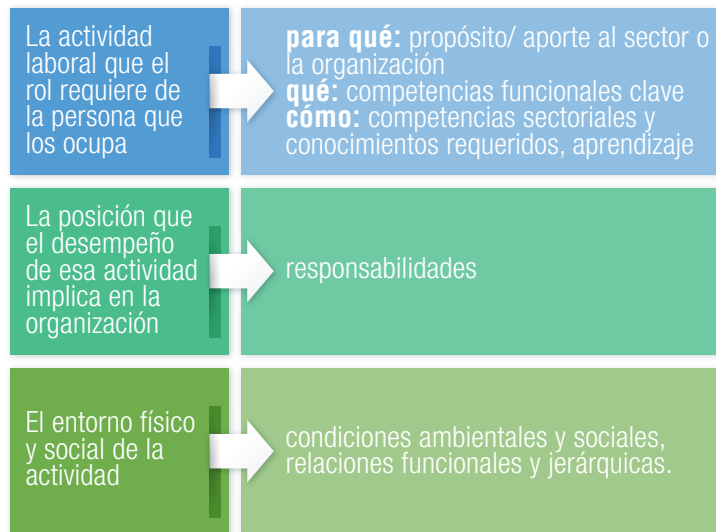 La actividad
laboral que el
rol requiere de
la persona que
los ocupa
para qué: propósito/ aporte al sector o
la organización
qué: competencias funcionales clave
cómo: competencias sectoriales y
conocimientos requeridos, aprendizaje
La posición que
el desempeño
de esa actividad
implica en la
organización
responsabilidades
El entorno físico
y social de la
actividad
condiciones ambientales y sociales,
relaciones funcionales y jerárquicas.